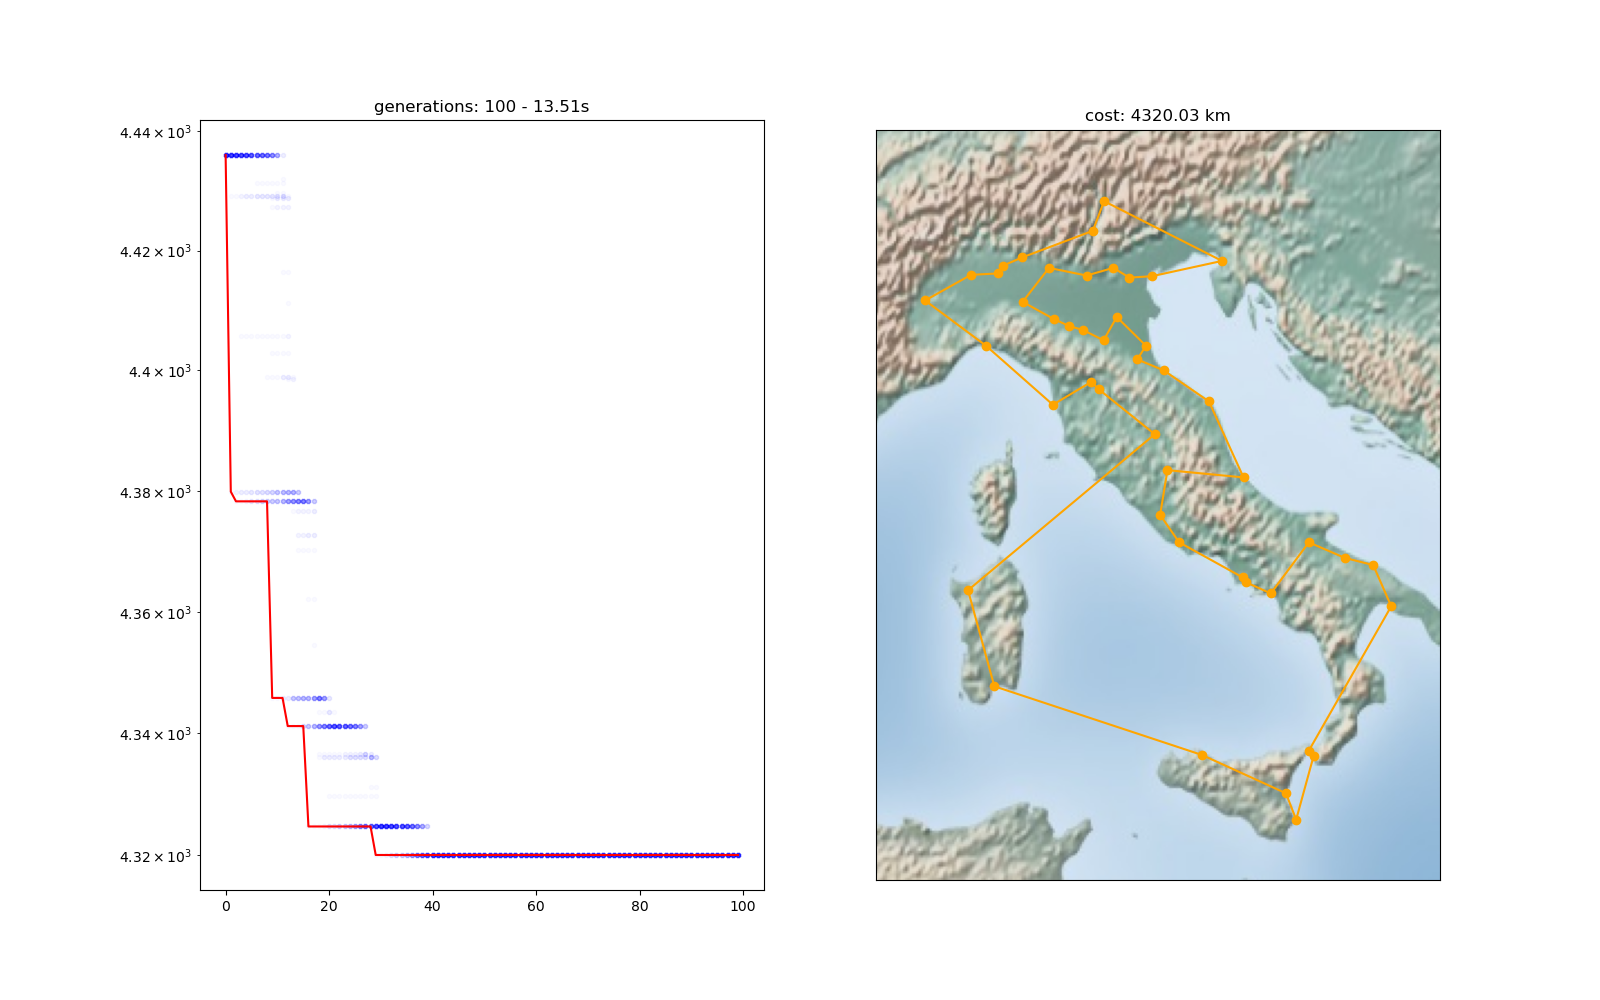 generations: 100 - 13.51s
4.44 × 10³
4.42 × 10³
4.4 × 10³
4.38 × 10³
4.36 × 10³
4.34 × 10³
4.32 × 10³
0 20 40 60 80 100
cost: 4320.03 km